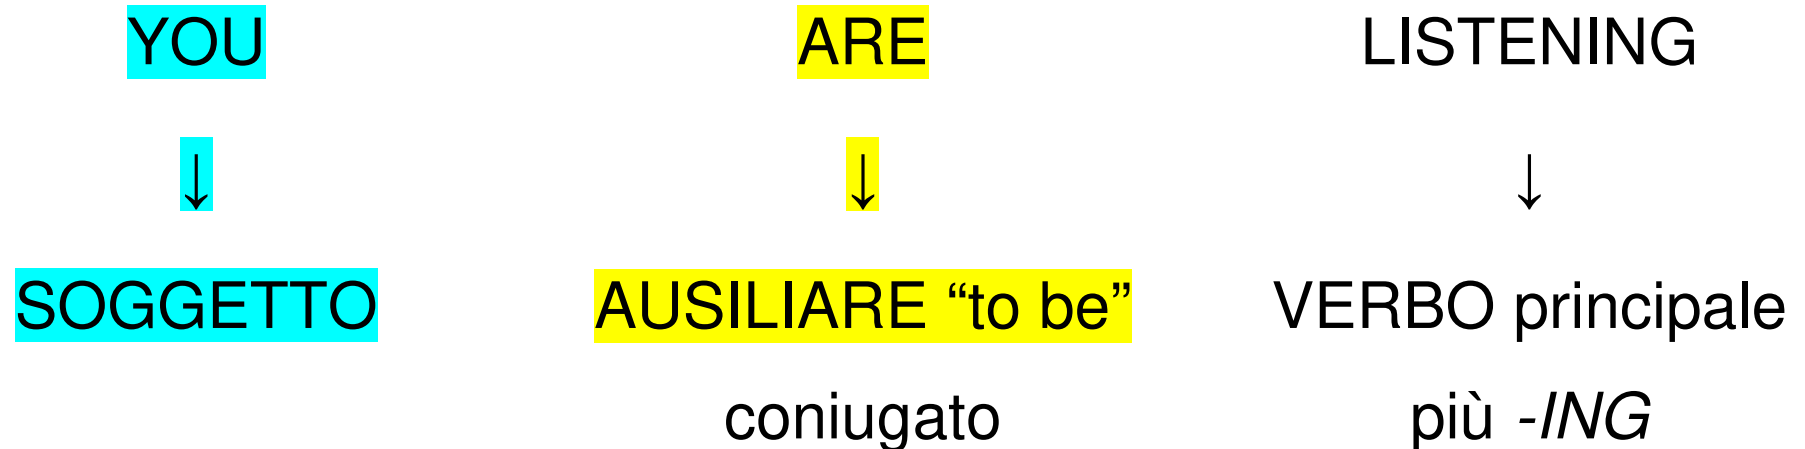 YOU ARE LISTENING
↓ ↓ ↓
SOGGETTO AUSILIARE “to be” VERBO principale
coniugato più -ING